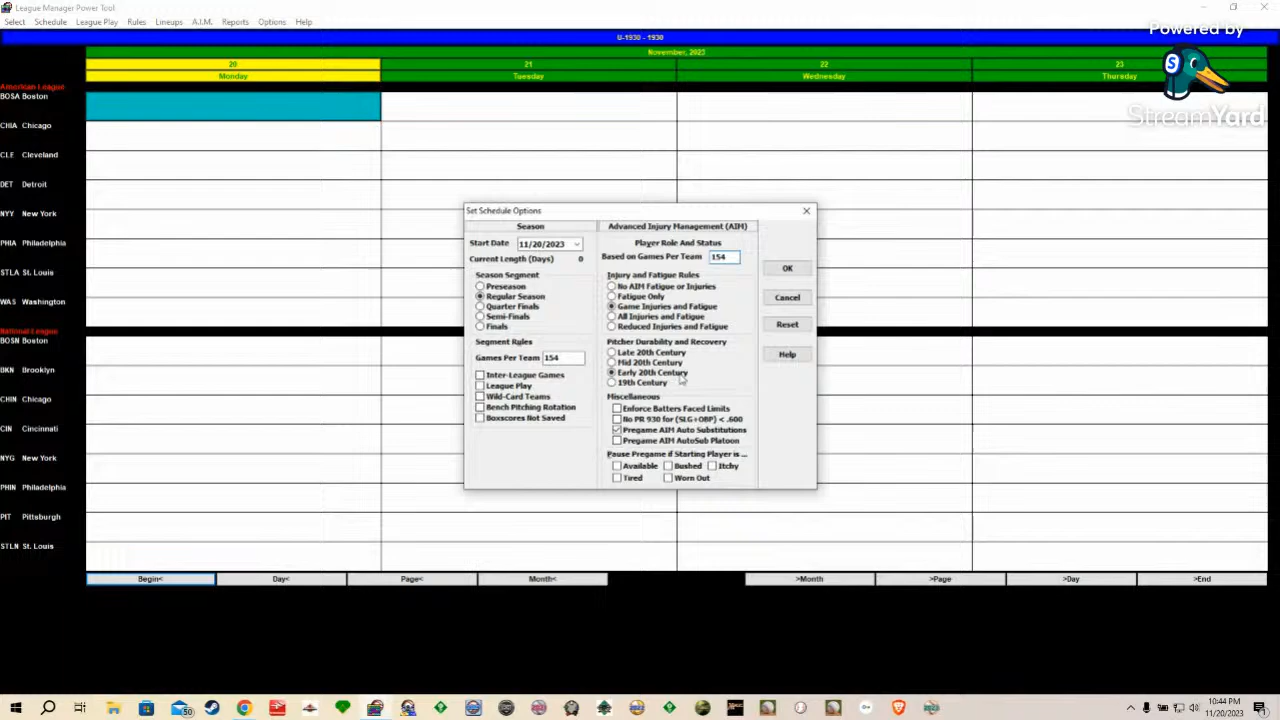 League Manager Power Tool
Select Schedule League Play Rules Lineups A.I.M. Reports Options Help
Powered by
S
StreamYard
U-1930 - 1930
November, 2023
20 21 22 23
Monday Tuesday Wednesday Thursday
American League
BOSA Boston
CHIA Chicago
CLE Cleveland
DET Detroit
NYY New York
PHIA Philadelphia
STLA St. Louis
WAS Washington
National League
BOSN Boston
BKN Brooklyn
CHIN Chicago
CIN Cincinnati
NYG New York
PHIN Philadelphia
PIT Pittsburgh
STLN St. Louis
Set Schedule Options
Season
Start Date 11/20/2023
Current Length (Days) 0
Season Segment
Preseason
Regular Season
Quarter Finals
Semi-Finals
Finals
Segment Rules
Games Per Team 154
Inter-League Games
League Play
Wild-Card Teams
Bench Pitching Rotation
Boxscores Not Saved
Advanced Injury Management (AIM)
Player Role And Status
Based on Games Per Team 154
Injury and Fatigue Rules
No AIM Fatigue or Injuries
Fatigue Only
Game Injuries and Fatigue
All Injuries and Fatigue
Reduced Injuries and Fatigue
Pitcher Durability and Recovery
Late 20th Century
Mid 20th Century
Early 20th Century
19th Century
Miscellaneous
Enforce Batters Faced Limits
No PR 930 for (SLG+OBP) < .600
Pregame AIM Auto Substitutions
Pregame AIM AutoSub Platoon
Pause Pregame if Starting Player is ...
Available Bushed Itchy
Tired Worn Out
OK
Cancel
Reset
Help
Begin< Day< Page< Month< >Month >Page >Day >End
50
10:44 PM
11/20/2023